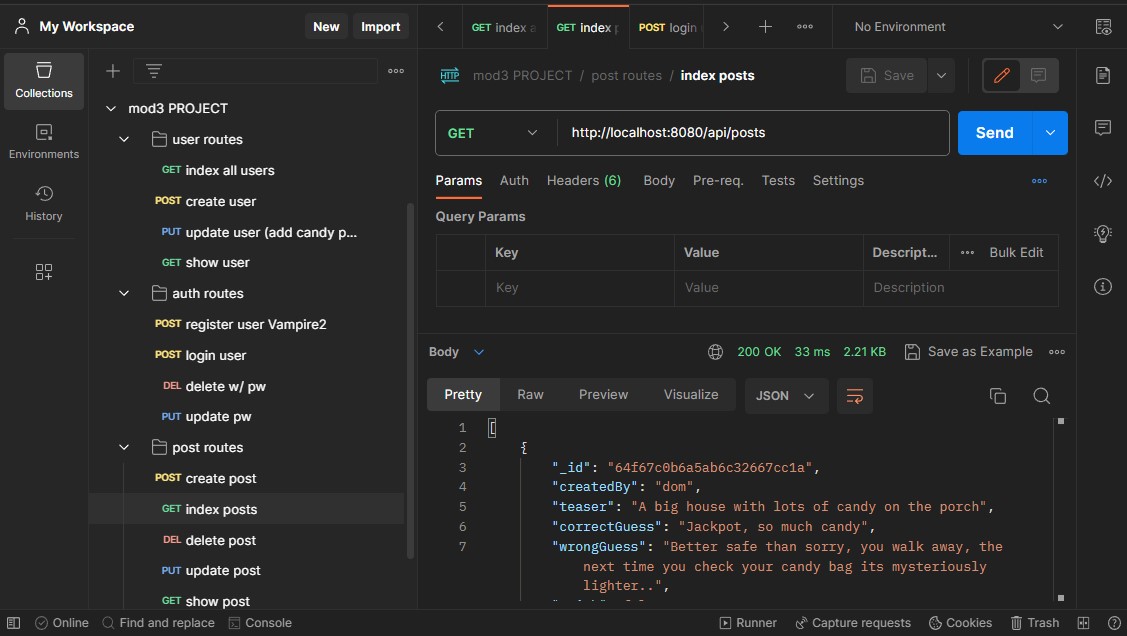 My Workspace
New
Import
GET index a
GET index p
POST login
No Environment
Collections
Environments
History
mod3 PROJECT
user routes
GET index all users
POST create user
PUT update user (add candy p...
GET show user
auth routes
POST register user Vampire2
POST login user
DEL delete w/ pw
PUT update pw
post routes
POST create post
GET index posts
DEL delete post
PUT update post
GET show post
HTTP mod3 PROJECT / post routes / index posts
Save
GET
http://localhost:8080/api/posts
Send
Params Auth Headers (6) Body Pre-req. Tests Settings
Query Params
Key Value Descript... Bulk Edit
Key Value Description
Body
200 OK 33 ms 2.21 KB
Save as Example
Pretty Raw Preview Visualize JSON
1 [
2 {
3 "_id": "64f67c0b6a5ab6c32667cc1a",
4 "createdBy": "dom",
5 "teaser": "A big house with lots of candy on the porch",
6 "correctGuess": "Jackpot, so much candy",
7 "wrongGuess": "Better safe than sorry, you walk away, the
next time you check your candy bag its mysteriously
lighter..",
Online Find and replace Console Runner Capture requests Cookies Trash